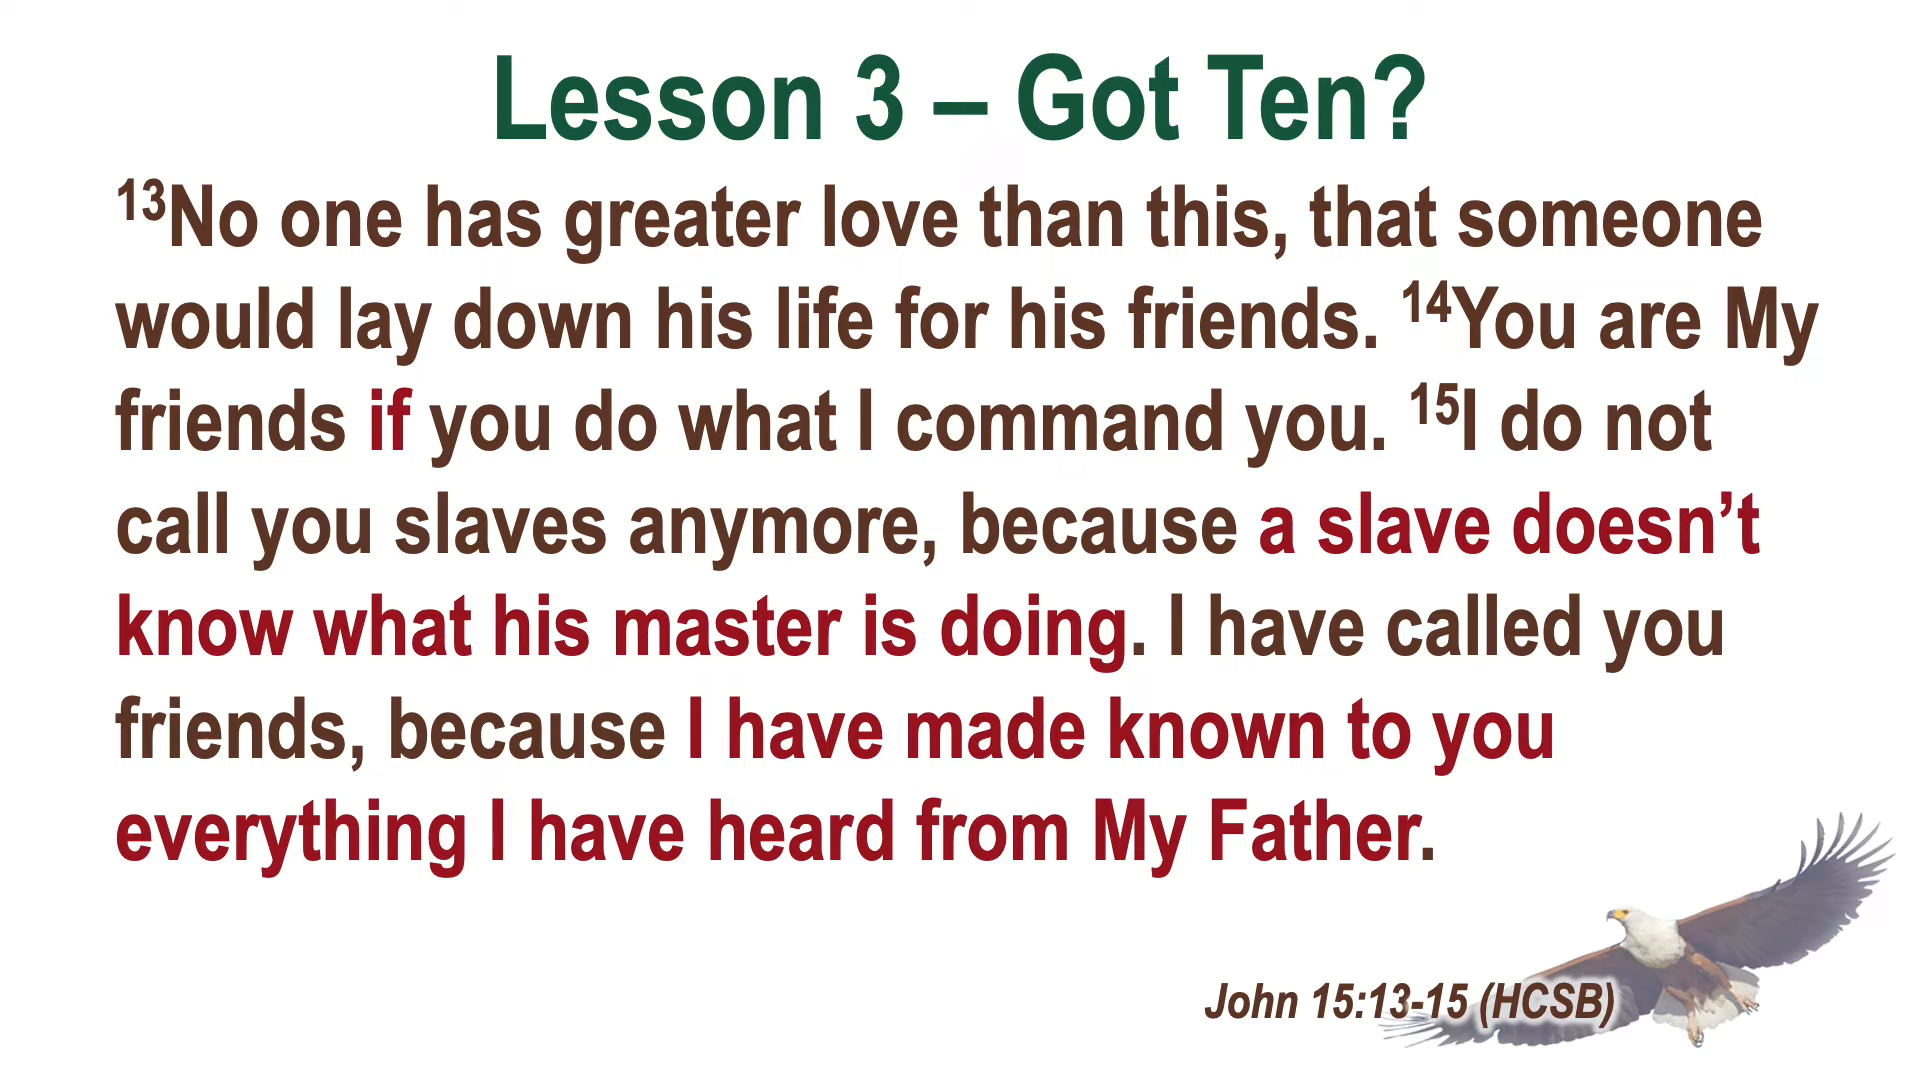 Lesson 3 – Got Ten?
¹³No one has greater love than this, that someone
would lay down his life for his friends. ¹⁴You are My
friends if you do what I command you. ¹⁵I do not
call you slaves anymore, because a slave doesn’t
know what his master is doing. I have called you
friends, because I have made known to you
everything I have heard from My Father.
John 15:13-15 (HCSB)